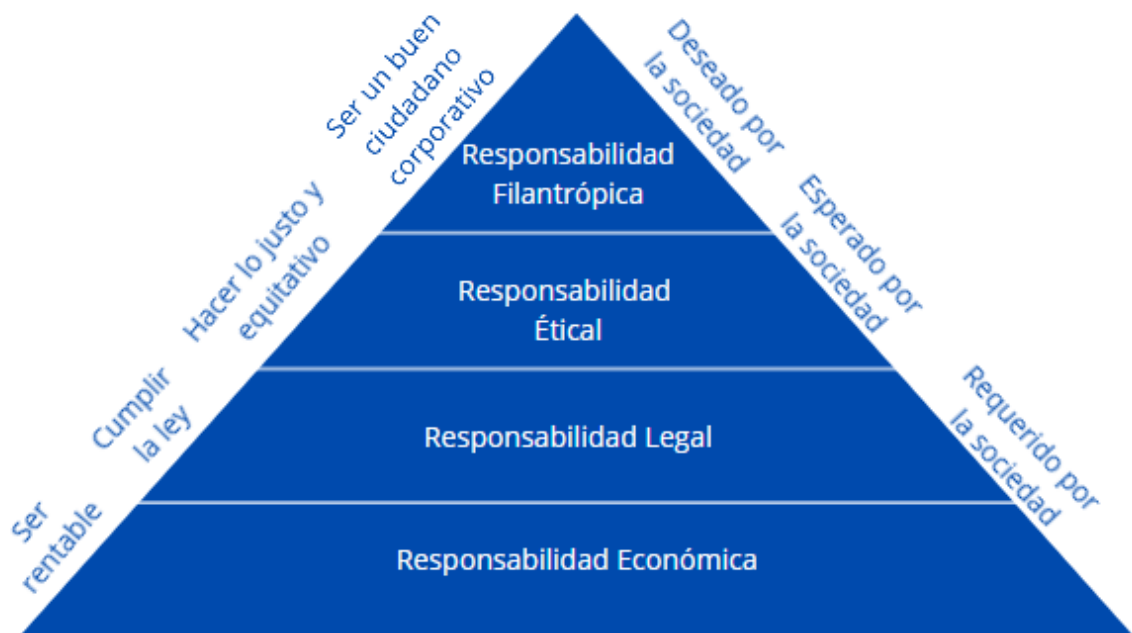 Ser un buen
ciudadano
corporativo
Deseado por
la sociedad
Responsabilidad
Filantrópica
Hacer lo justo y
equitativo
Esperado por
la sociedad
Responsabilidad
Étical
Cumplir
la ley
Requerido por
la sociedad
Responsabilidad Legal
Ser
rentable
Responsabilidad Económica